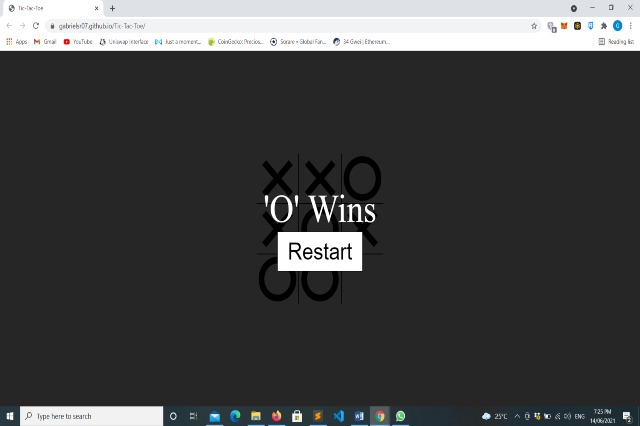 Tic-Tac-Toe
gabrielsr07.github.io/Tic-Tac-Toe/
Apps Gmail YouTube Uniswap Interface Just a moment... CoinGecko: Precios... Sorare • Global Fan... 34 Gwei | Ethereum... Reading list
X X O
'O' Wins
Restart
O O
Type here to search
25°C ENG 7:25 PM
14/06/2021